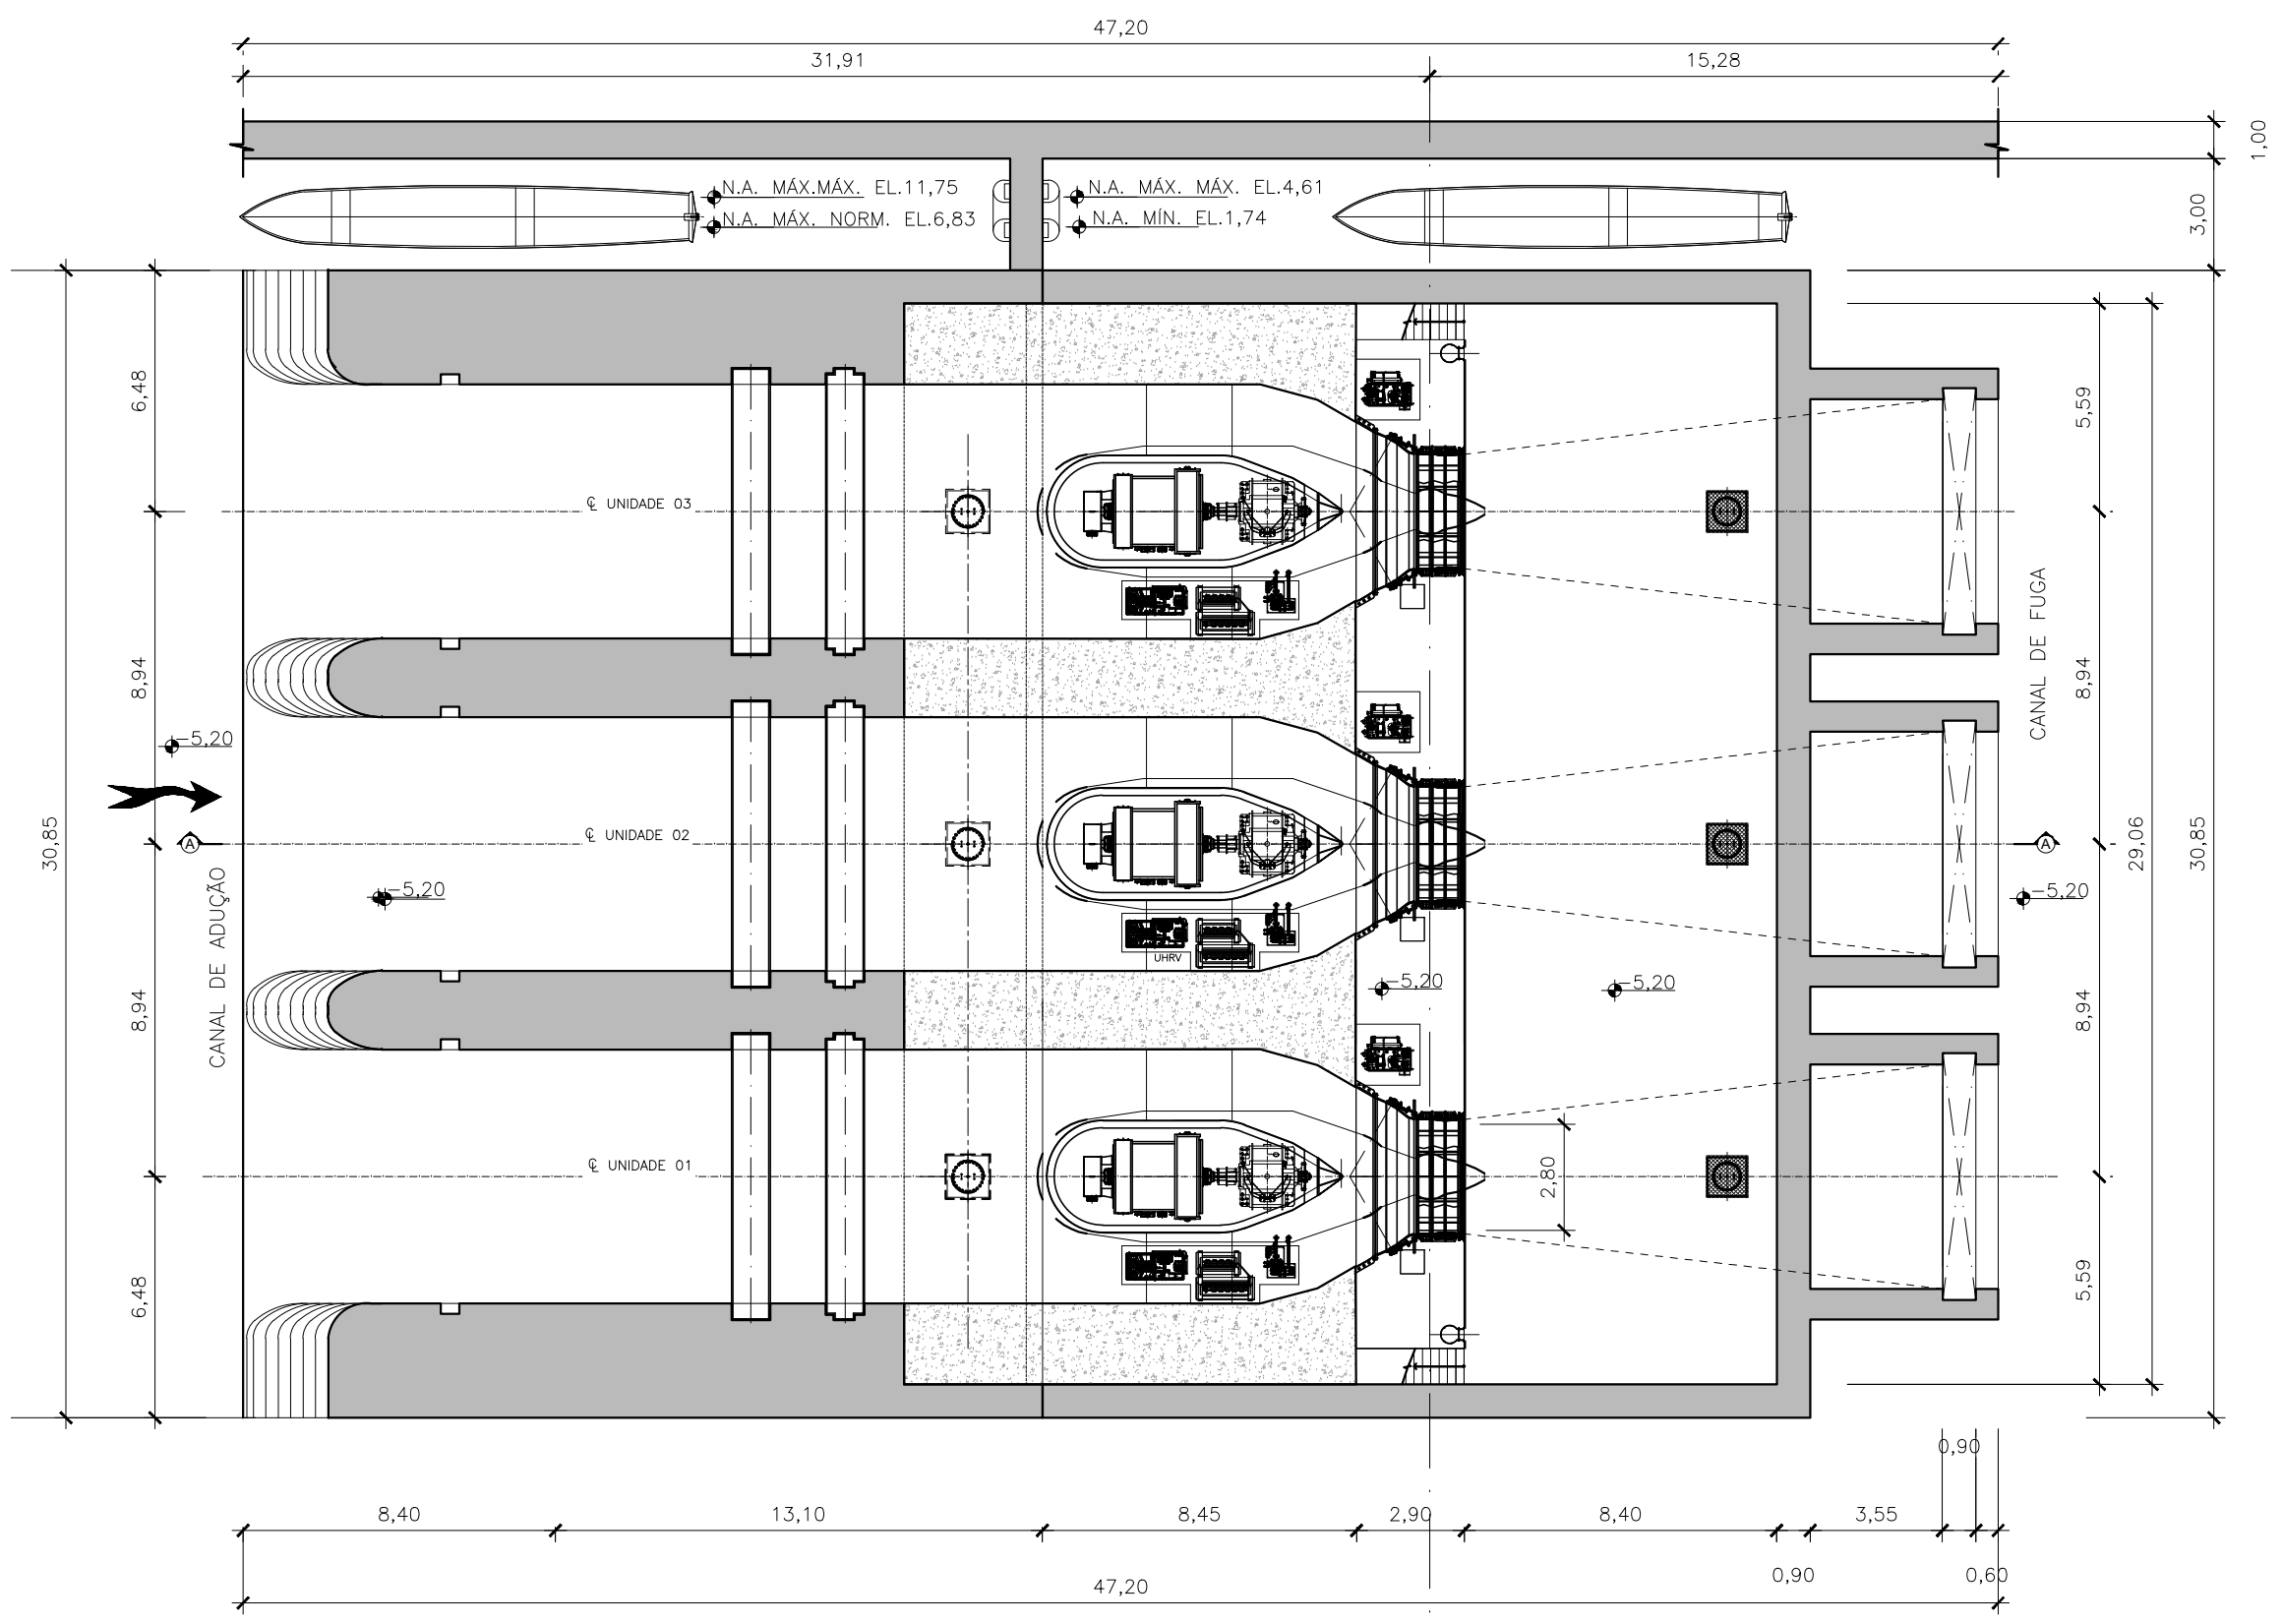 47,20
31,91
15,28
1,00
N.A. MÁX.MÁX. EL.11,75
N.A. MÁX. MÁX. EL.4,61
N.A. MÁX. NORM. EL.6,83
N.A. MÍN. EL.1,74
3,00
6,48
5,59
℄ UNIDADE 03
CANAL DE FUGA
8,94
8,94
-5,20
30,85
A
℄ UNIDADE 02
A
29,06
30,85
-5,20
-5,20
CANAL DE ADUÇÃO
UHRV
-5,20
-5,20
8,94
8,94
℄ UNIDADE 01
2,80
6,48
5,59
0,90
8,40
13,10
8,45
2,90
8,40
3,55
0,90
0,60
47,20